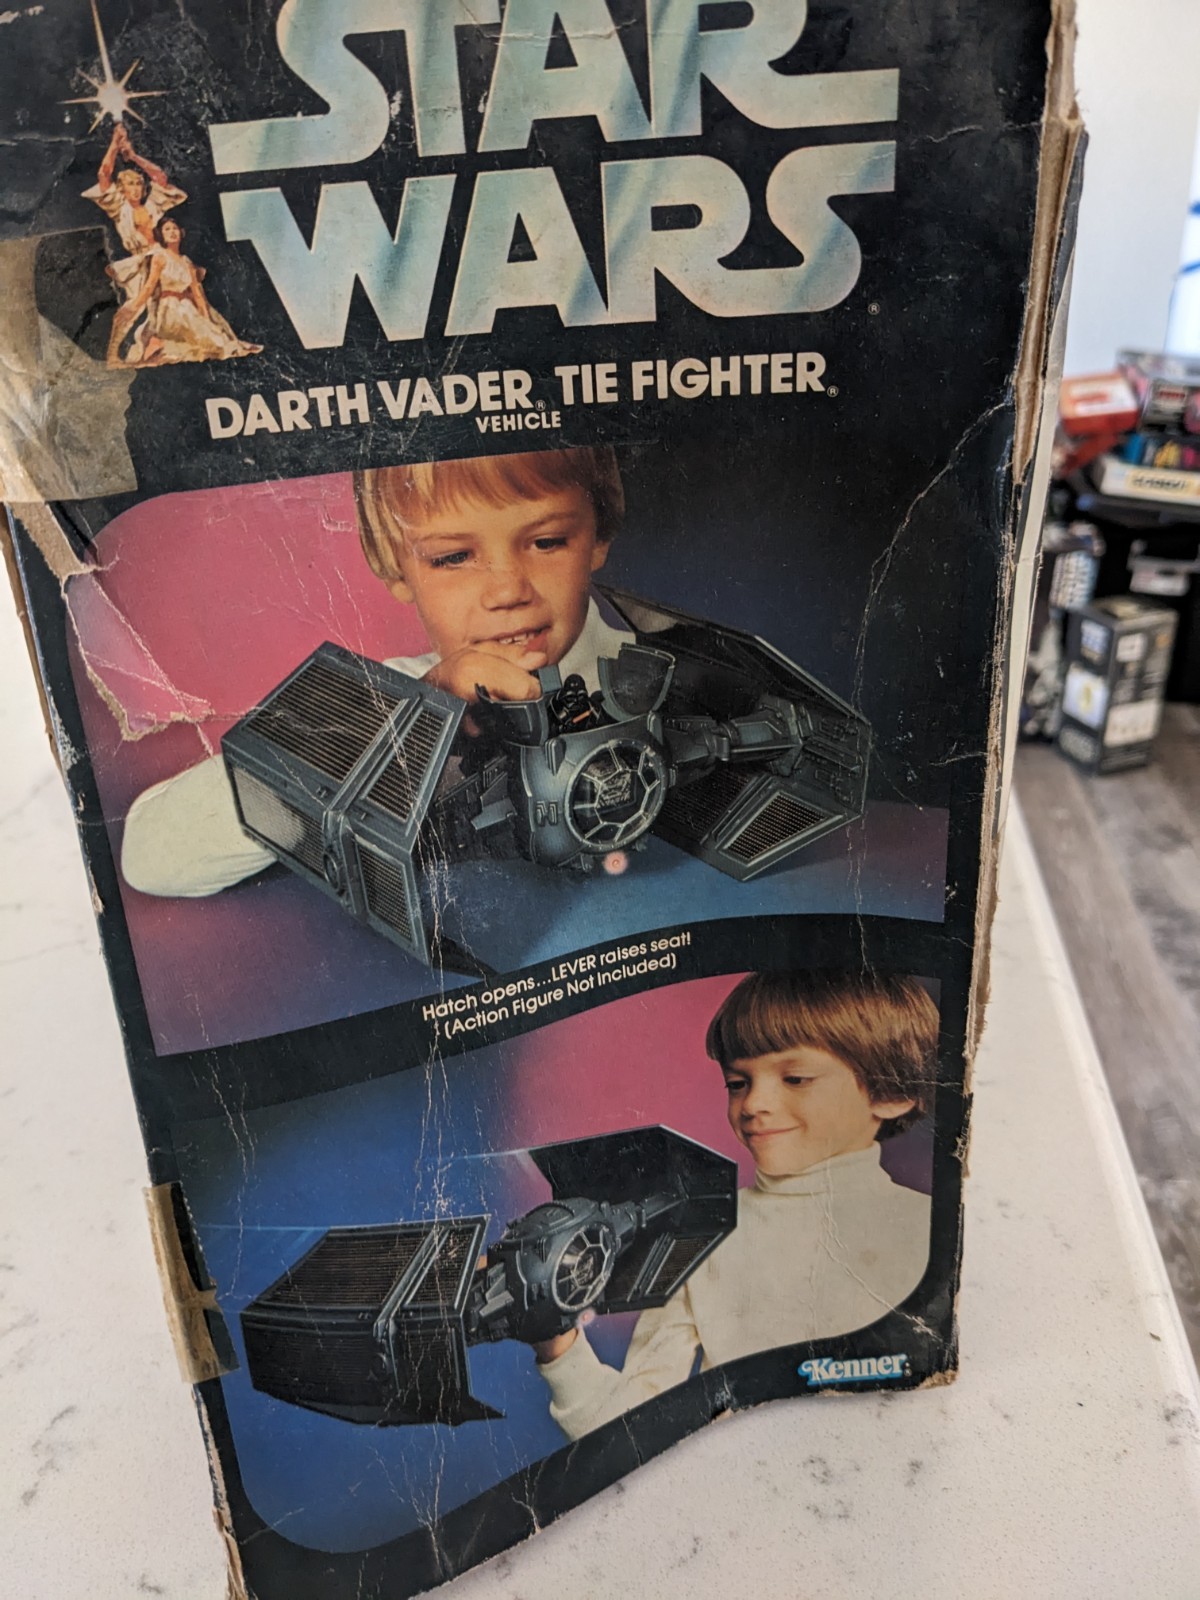 STAR
WARS®
DARTH VADER® TIE FIGHTER®
VEHICLE
Hatch opens...LEVER raises seat!
(Action Figure Not Included)
Kenner®